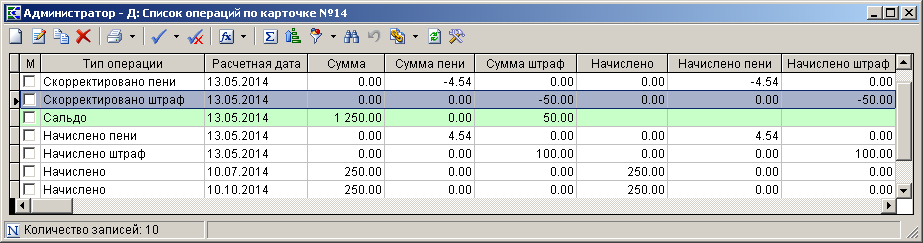 Администратор - Д: Список операций по карточке №14
М Тип операции Расчетная дата Сумма Сумма пени Сумма штраф Начислено Начислено пени Начислено штраф
Скорректировано пени 13.05.2014 0.00 -4.54 0.00 0.00 -4.54 0.00
Скорректировано штраф 13.05.2014 0.00 0.00 -50.00 0.00 0.00 -50.00
Сальдо 13.05.2014 1 250.00 0.00 50.00
Начислено пени 13.05.2014 0.00 4.54 0.00 0.00 4.54 0.00
Начислено штраф 13.05.2014 0.00 0.00 100.00 0.00 0.00 100.00
Начислено 10.07.2014 250.00 0.00 0.00 250.00 0.00 0.00
Начислено 10.10.2014 250.00 0.00 0.00 250.00 0.00 0.00
N Количество записей: 10